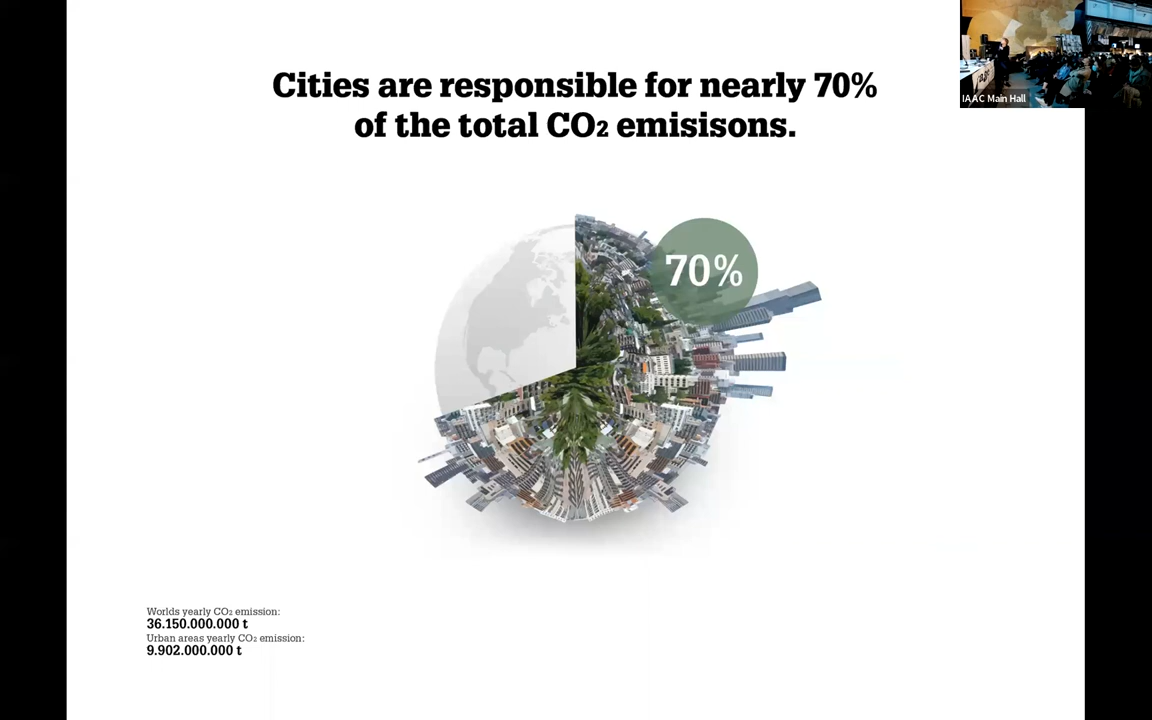 Cities are responsible for nearly 70%
of the total CO2 emisisons.
IAAC Main Hall
70%
Worlds yearly CO2 emission:
36.150.000.000 t
Urban areas yearly CO2 emission:
9.902.000.000 t